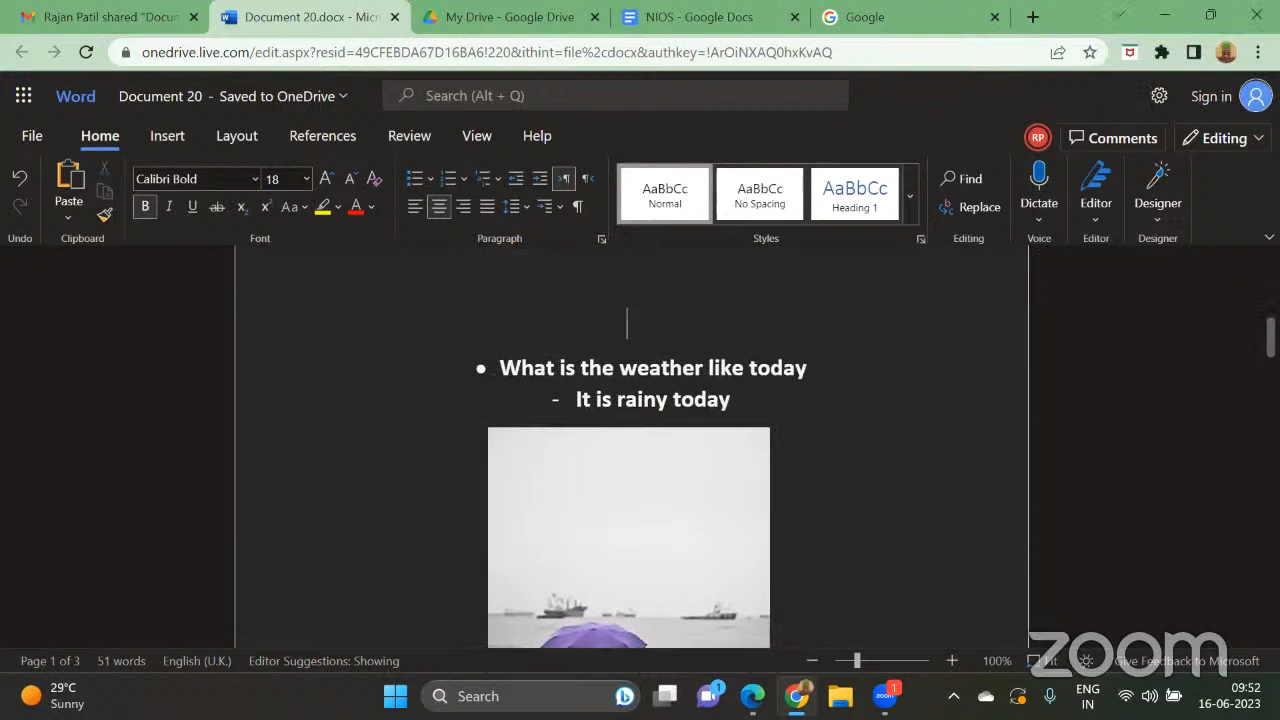 Rajan Patil shared "Docum
Document 20.docx - Micr
My Drive - Google Drive
NIOS - Google Docs
Google
onedrive.live.com/edit.aspx?resid=49CFEBDA67D16BA6!220&ithint=file%2cdocx&authkey=!ArOiNXAQ0hxKvAQ
Word
Document 20 - Saved to OneDrive
Search (Alt + Q)
Sign in
File
Home
Insert
Layout
References
Review
View
Help
RP
Comments
Editing
Paste
Calibri Bold
18
AaBbCc
Normal
AaBbCc
No Spacing
AaBbCc
Heading 1
Find
Replace
Dictate
Editor
Designer
Undo
Clipboard
Font
Paragraph
Styles
Editing
Voice
Editor
Designer
• What is the weather like today
- It is rainy today
Page 1 of 3
51 words
English (U.K.)
Editor Suggestions: Showing
100%
Fit
Give Feedback to Microsoft
zoom
29°C
Sunny
Search
1
zoom
1
ENG
IN
09:52
16-06-2023